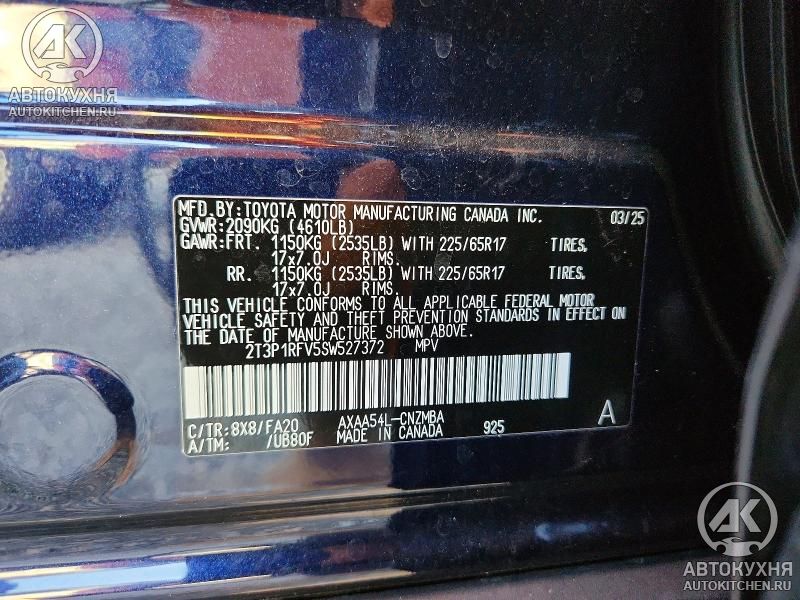 АК
АВТОКУХНЯ
AUTOKITCHEN.RU
MFD.BY:TOYOTA MOTOR MANUFACTURING CANADA INC. 03/25
GVWR:2090KG (4610LB)
GAWR:FRT. 1150KG (2535LB) WITH 225/65R17 TIRES,
17x7.0J RIMS.
RR. 1150KG (2535LB) WITH 225/65R17 TIRES,
17x7.0J RIMS.
THIS VEHICLE CONFORMS TO ALL APPLICABLE FEDERAL MOTOR
VEHICLE SAFETY AND THEFT PREVENTION STANDARDS IN EFFECT ON
THE DATE OF MANUFACTURE SHOWN ABOVE.
2T3P1RFV5SW527372 MPV
C/TR:8X8/FA20 AXAA54L-CNZMBA
A/TM: /UB80F MADE IN CANADA 925 A
АК
АВТОКУХНЯ
AUTOKITCHEN.RU